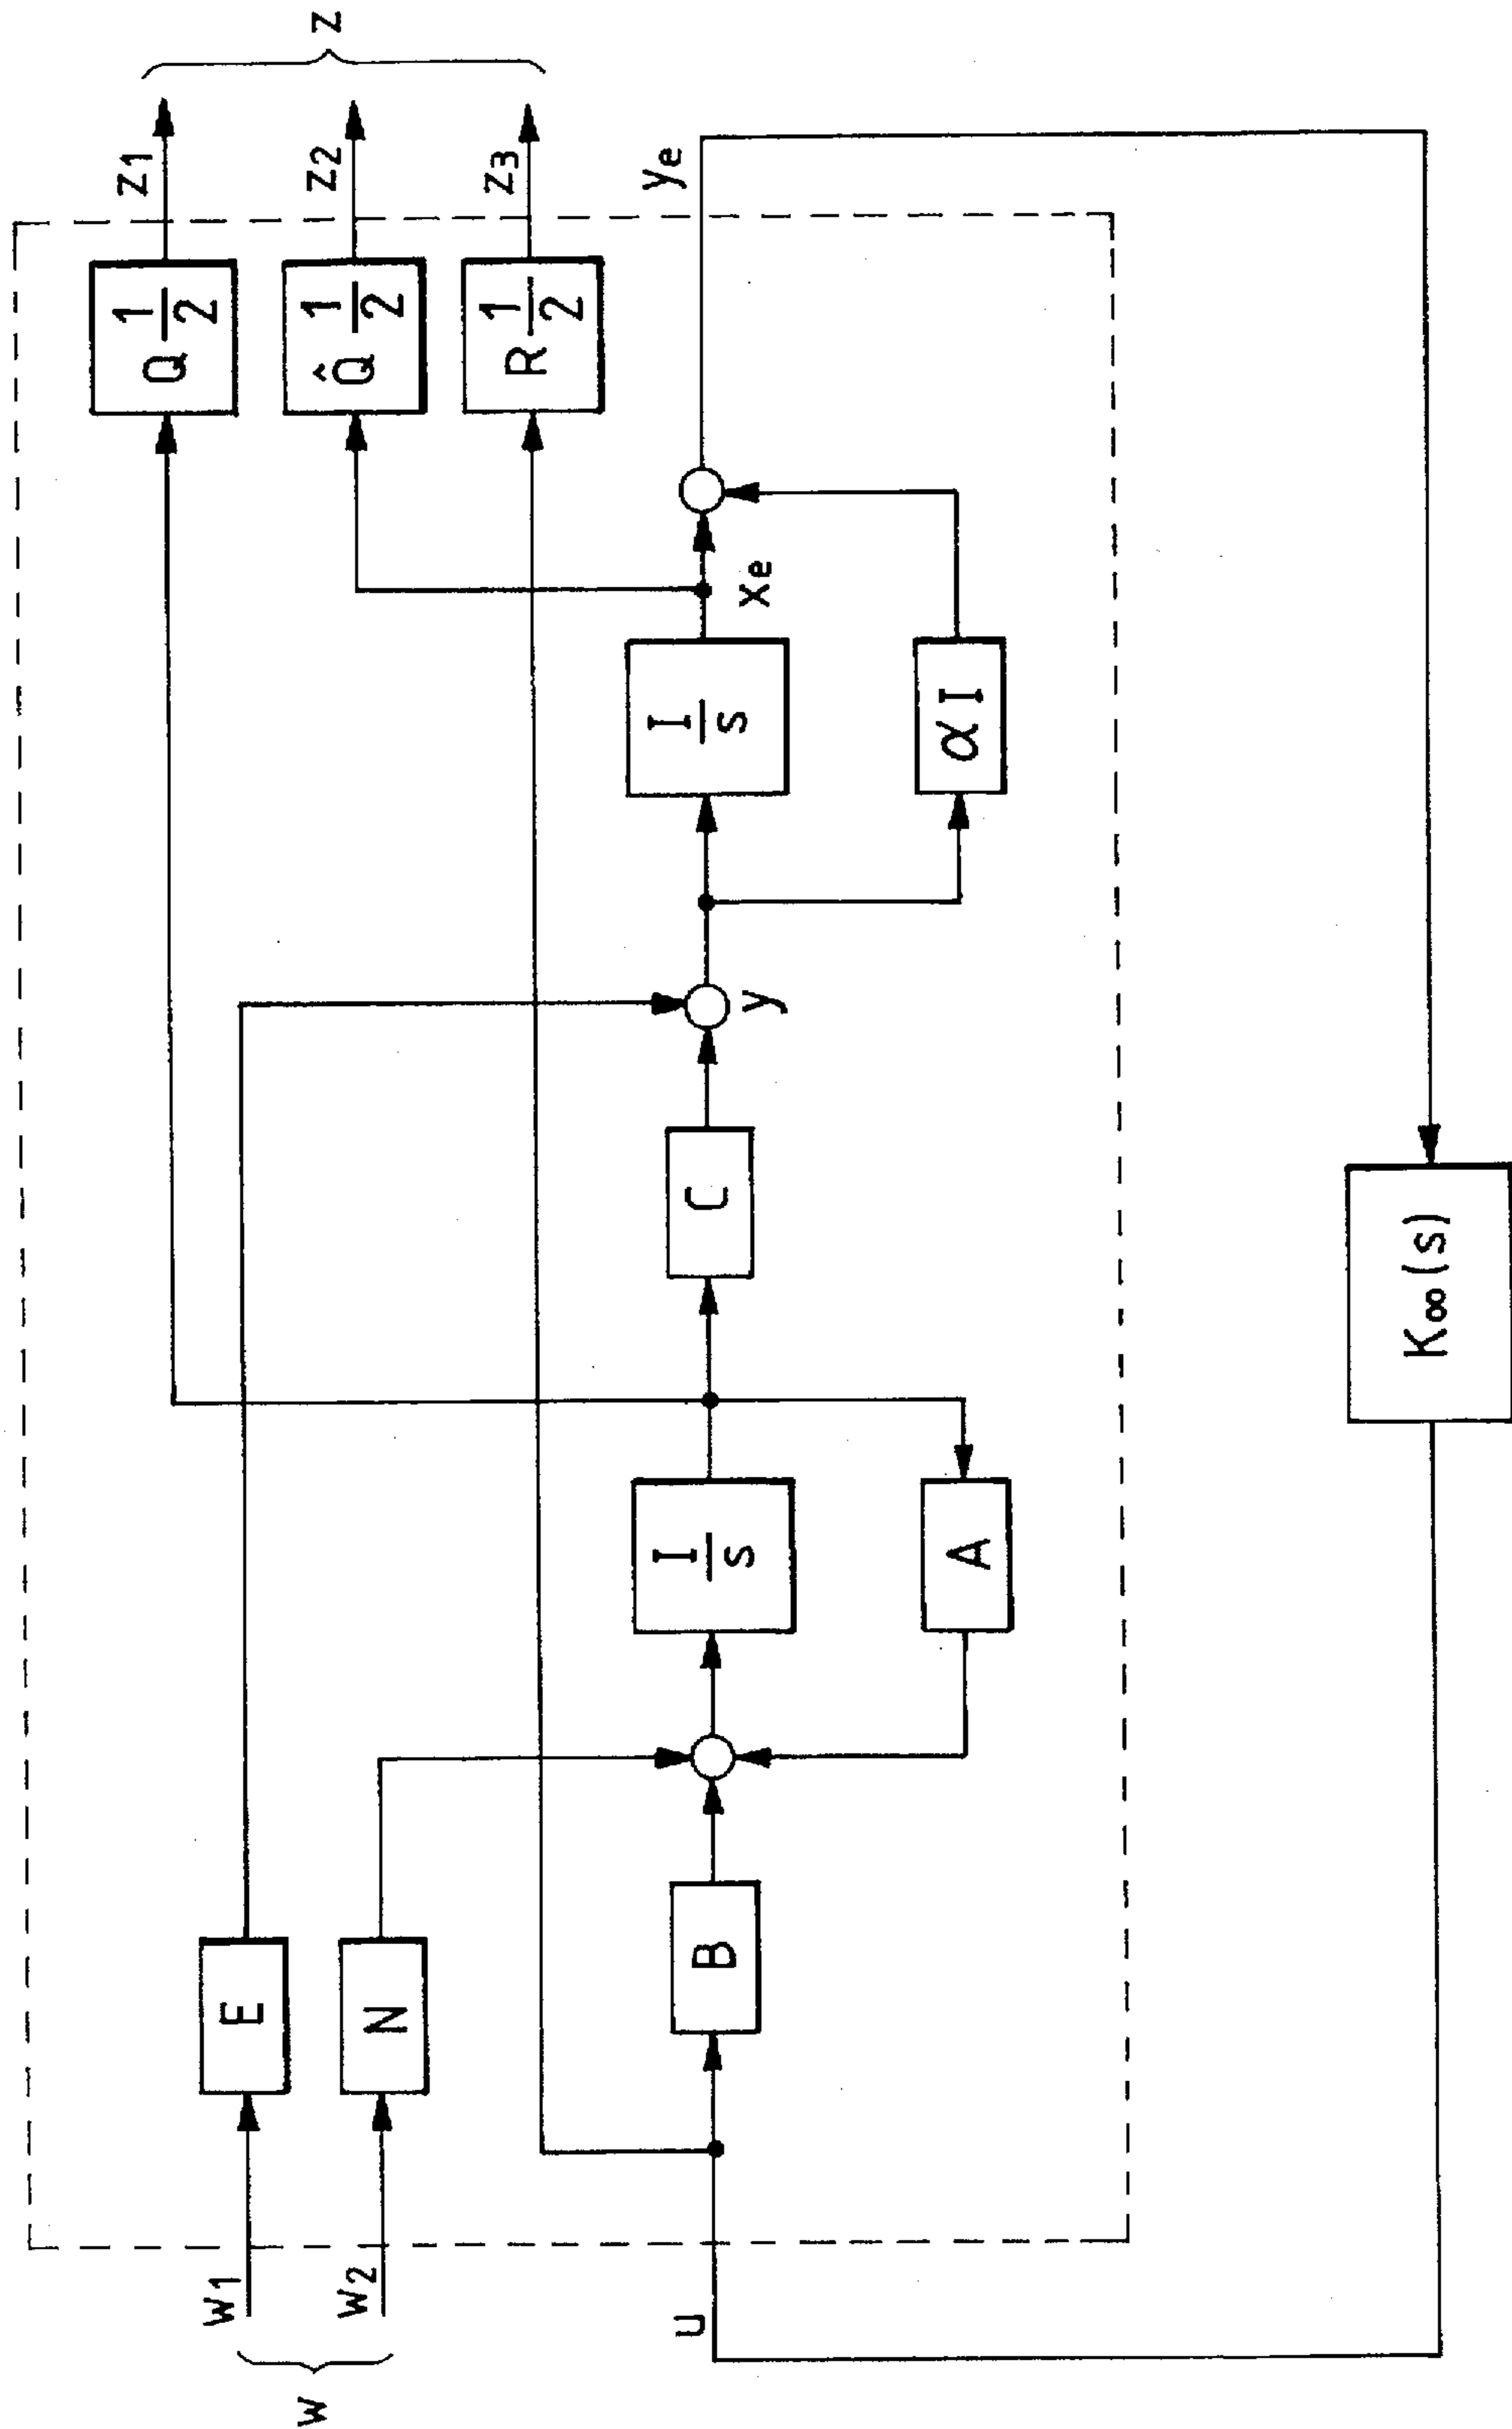 w
w1
w2
E
N
u
B
I
s
A
C
y
I
s
αI
xe
ye
Q 1/2
Q̂ 1/2
R 1/2
z1
z2
z3
z
K∞(s)